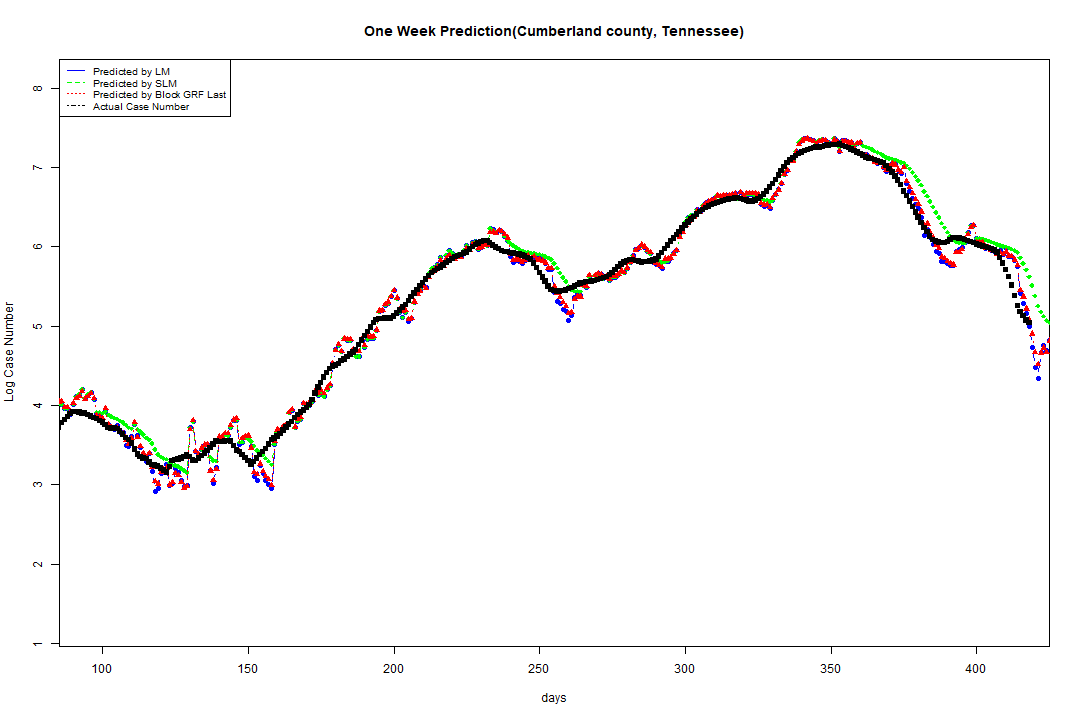 One Week Prediction(Cumberland county, Tennessee)
Predicted by LM
Predicted by SLM
Predicted by Block GRF Last
Actual Case Number
8
7
6
5
4
3
2
1
Log Case Number
100 150 200 250 300 350 400
days